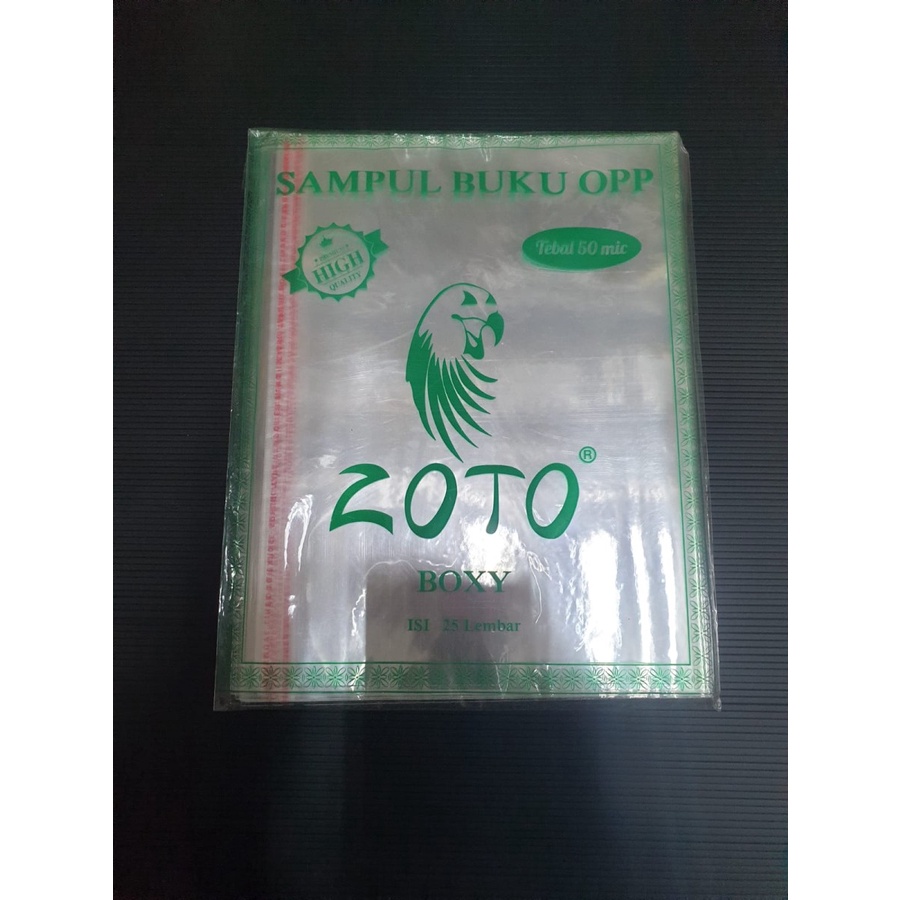 SAMPUL BUKU OPP
HIGH
QUALITY
Tebal 50 mic
ZOTO ®
BOXY
ISI 25 Lembar